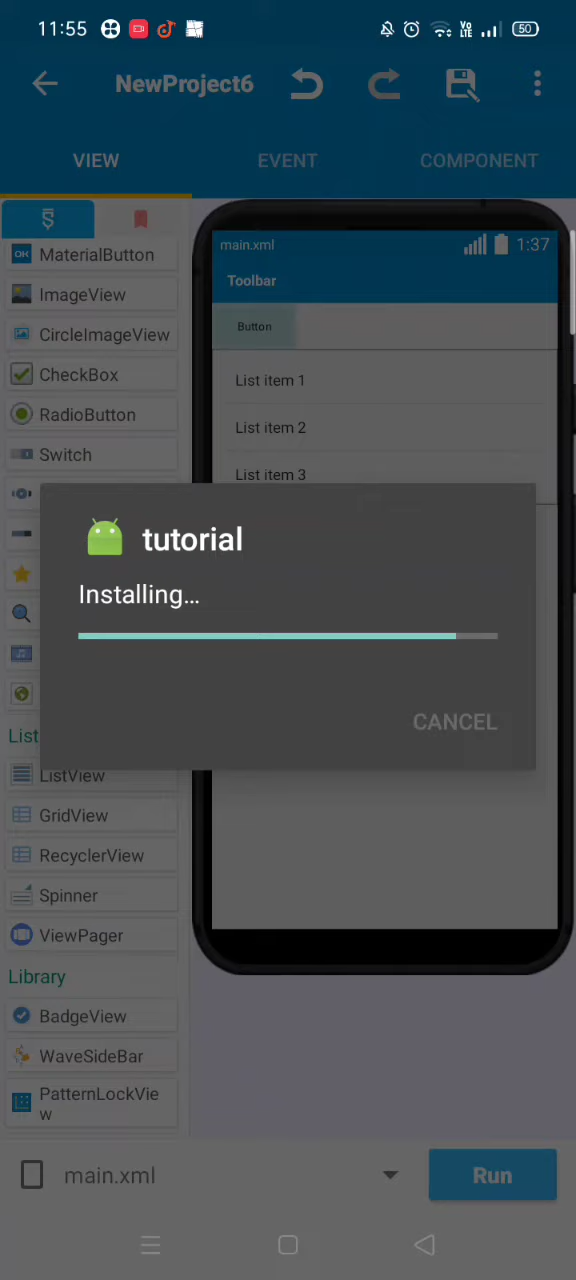 11:55
50
NewProject6
VIEW
EVENT
COMPONENT
MaterialButton
ImageView
CircleImageView
CheckBox
RadioButton
Switch
main.xml
1:37
Toolbar
Button
List item 1
List item 2
List item 3
tutorial
Installing...
CANCEL
List
ListView
GridView
RecyclerView
Spinner
ViewPager
Library
BadgeView
WaveSideBar
PatternLockVie
w
main.xml
Run